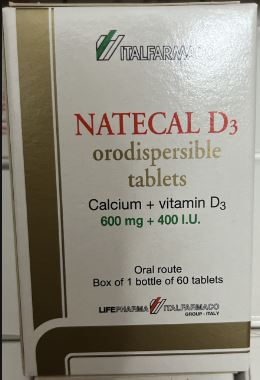 ITALFARMACO
NATECAL D3
orodispersible
tablets
Calcium + vitamin D3
600 mg + 400 I.U.
Oral route
Box of 1 bottle of 60 tablets
LIFEPHARMA ITALFARMACO
GROUP - ITALY